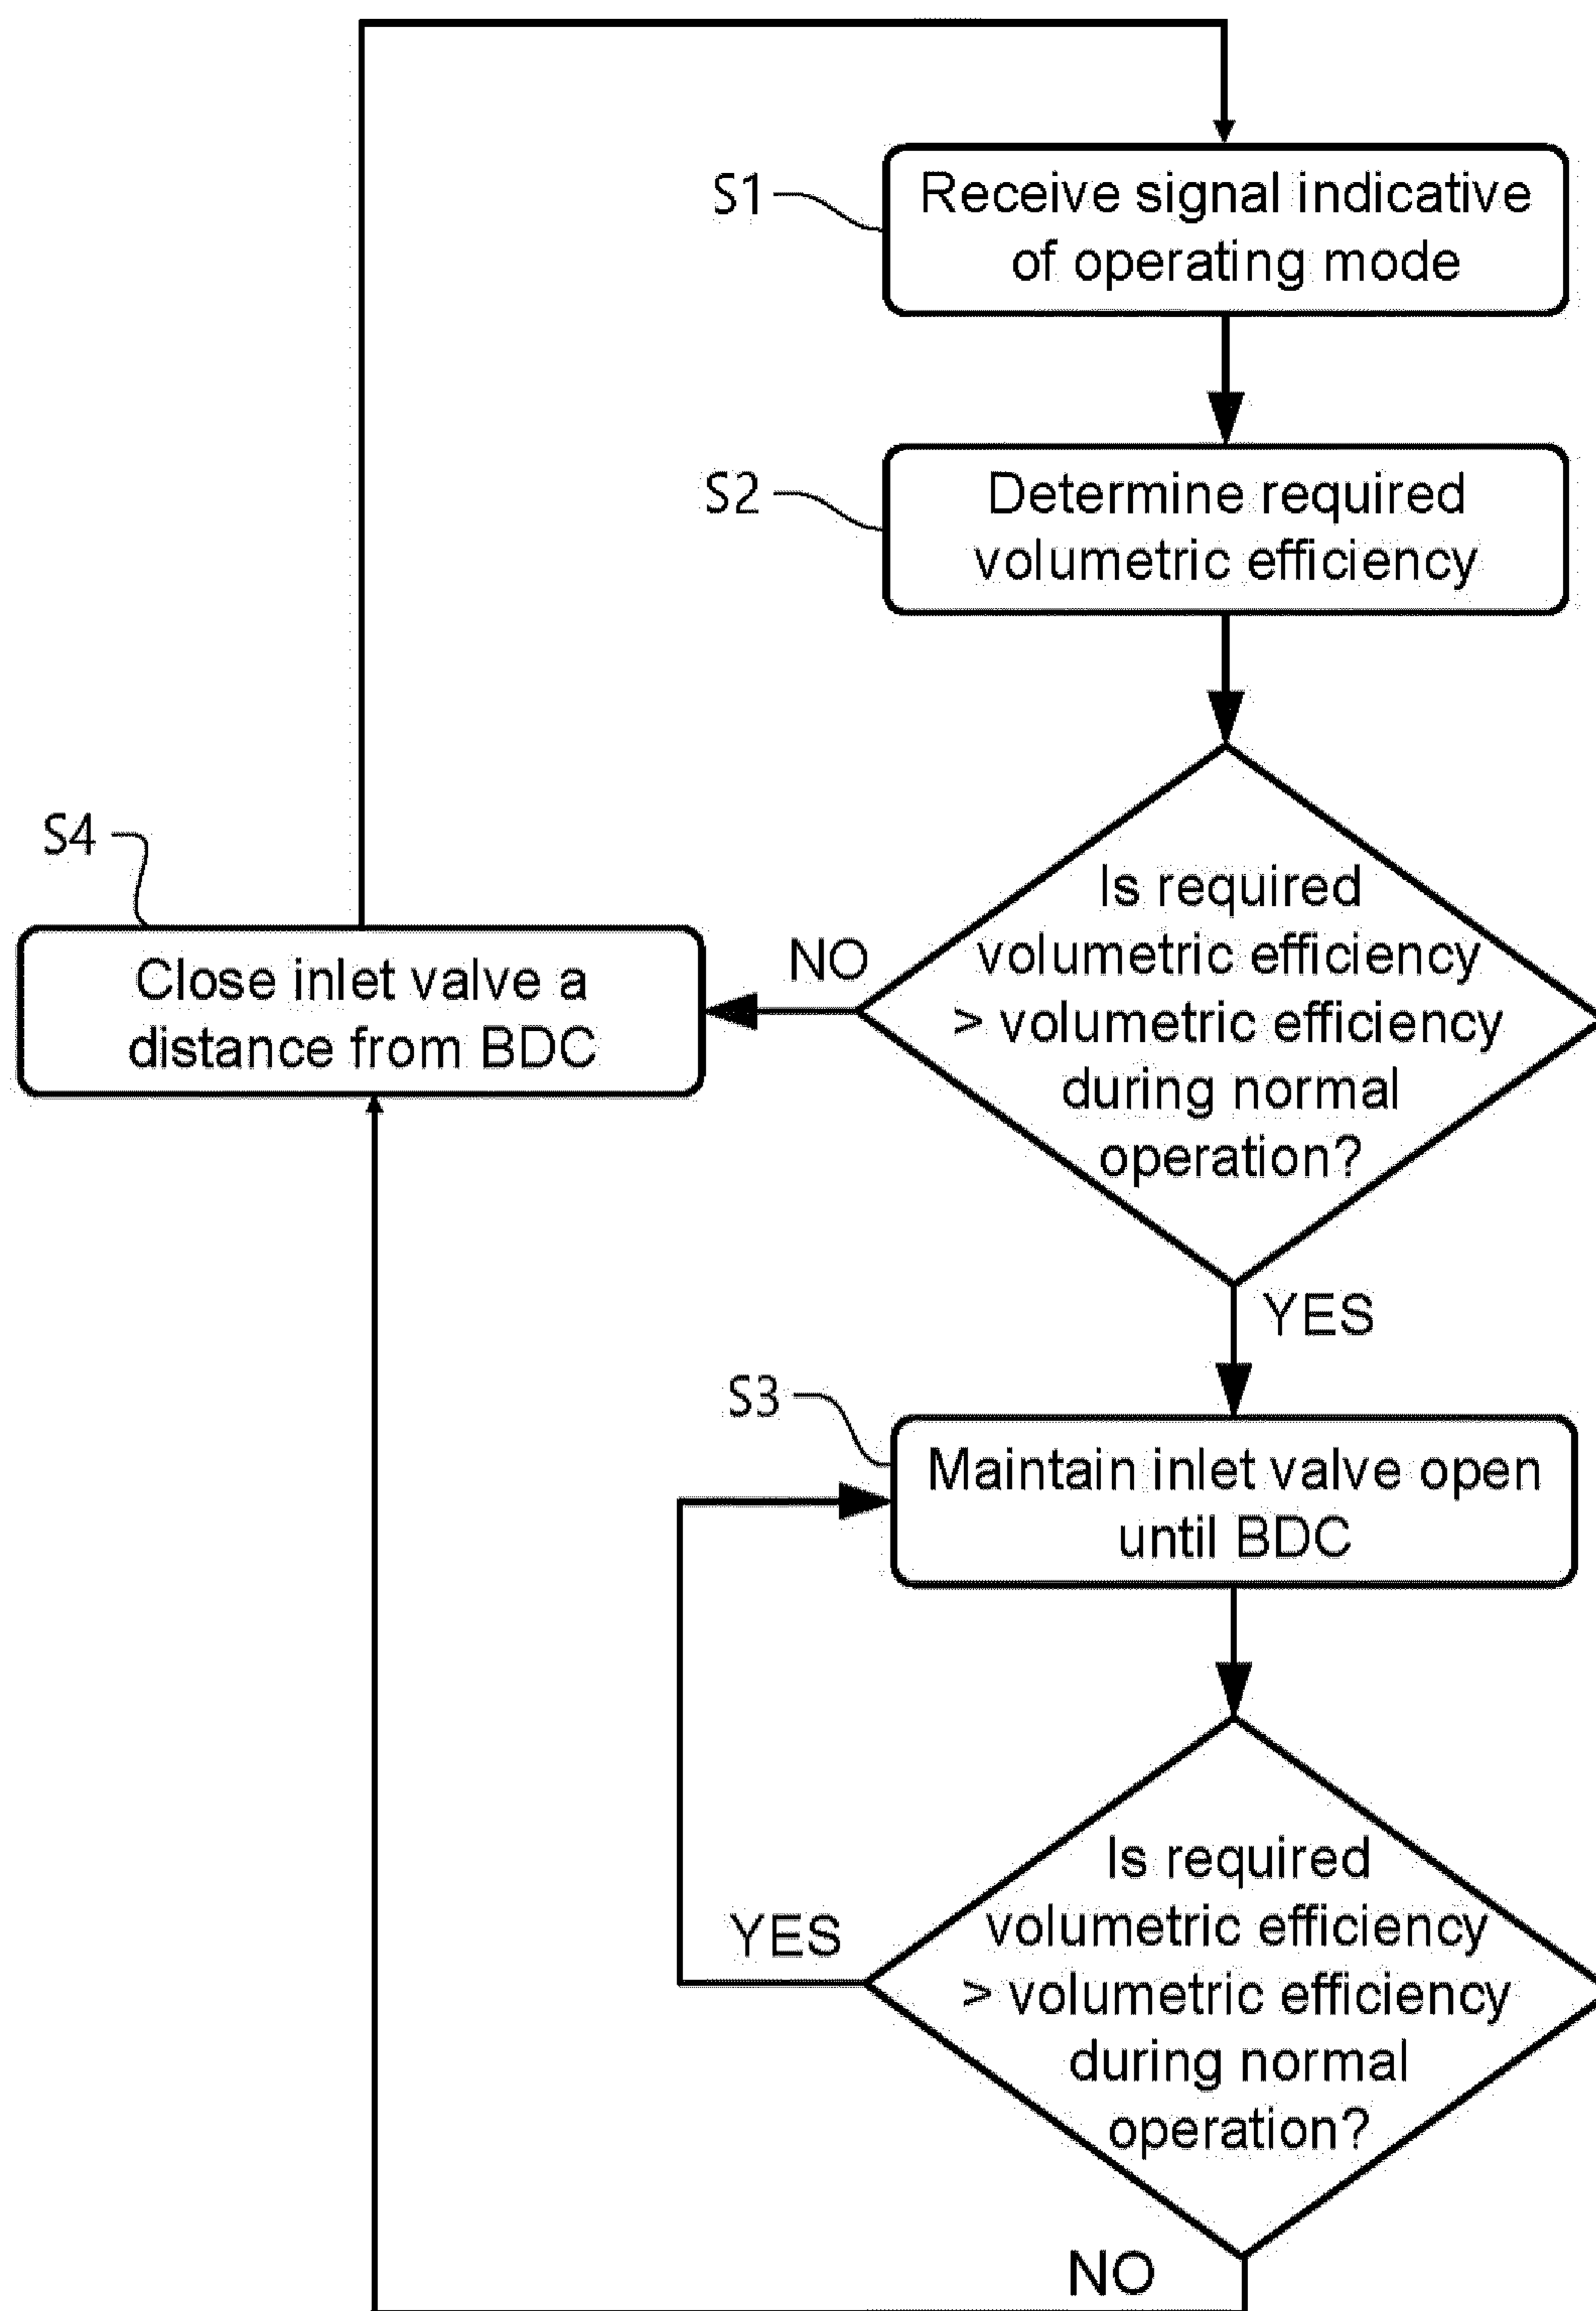 S1
Receive signal indicative
of operating mode
S2
Determine required
volumetric efficiency
Is required
volumetric efficiency
> volumetric efficiency
during normal
operation?
NO
S4
Close inlet valve a
distance from BDC
YES
S3
Maintain inlet valve open
until BDC
Is required
volumetric efficiency
> volumetric efficiency
during normal
operation?
YES
NO